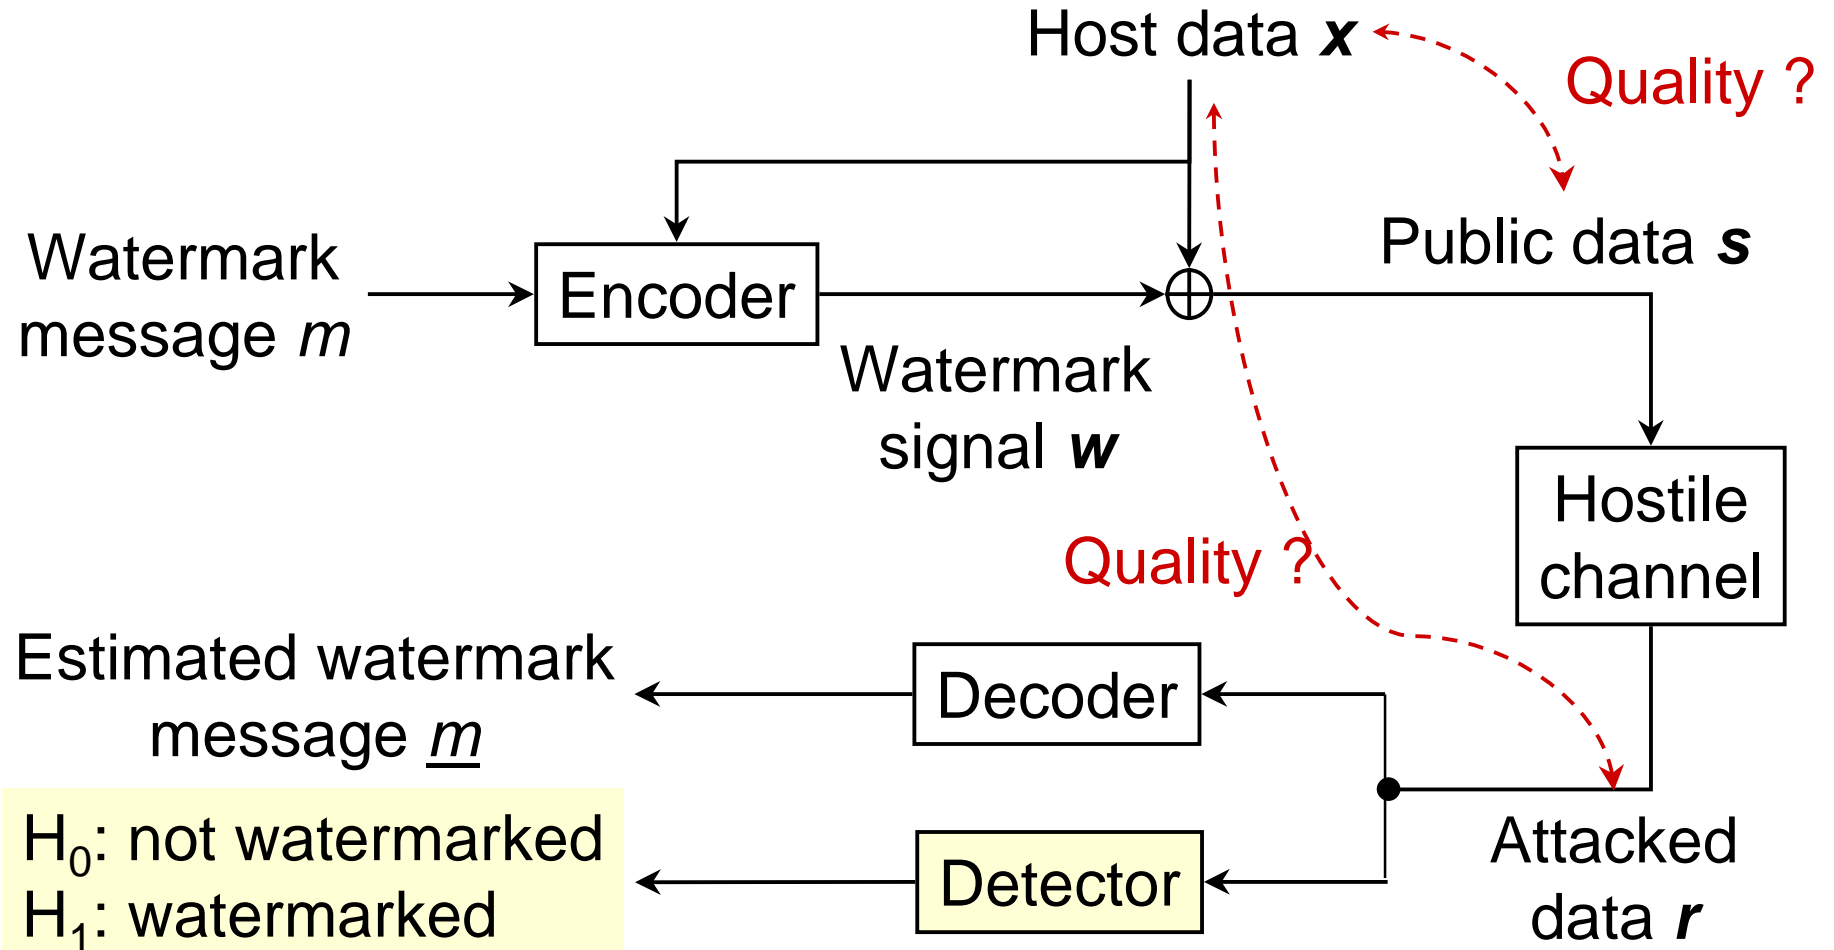 Host data x
Quality ?
Public data s
Watermark
message m
Encoder
Watermark
signal w
Hostile
channel
Quality ?
Estimated watermark
message m
Decoder
H0: not watermarked
H1: watermarked
Detector
Attacked
data r